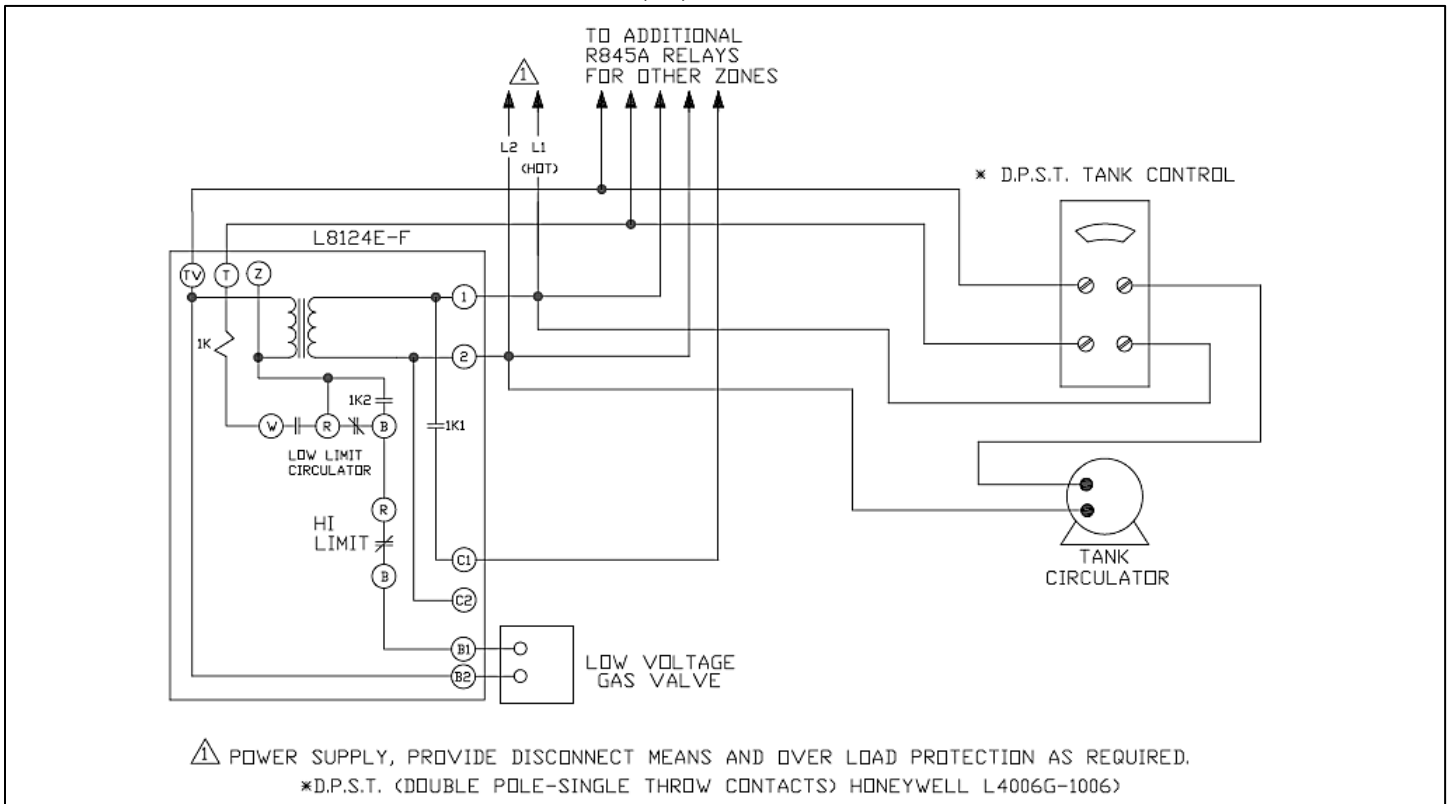 TO ADDITIONAL
R845A RELAYS
FOR OTHER ZONES
1
L2 L1
(HOT)
* D.P.S.T. TANK CONTROL
L8124E-F
TV T Z
1
1K
2
1K2
1K1
W R B
LOW LIMIT
CIRCULATOR
R
HI
LIMIT
C1
B
C2
TANK
CIRCULATOR
B1
B2
LOW VOLTAGE
GAS VALVE
1 POWER SUPPLY, PROVIDE DISCONNECT MEANS AND OVER LOAD PROTECTION AS REQUIRED.
*D.P.S.T. (DOUBLE POLE-SINGLE THROW CONTACTS) HONEYWELL L4006G-1006)